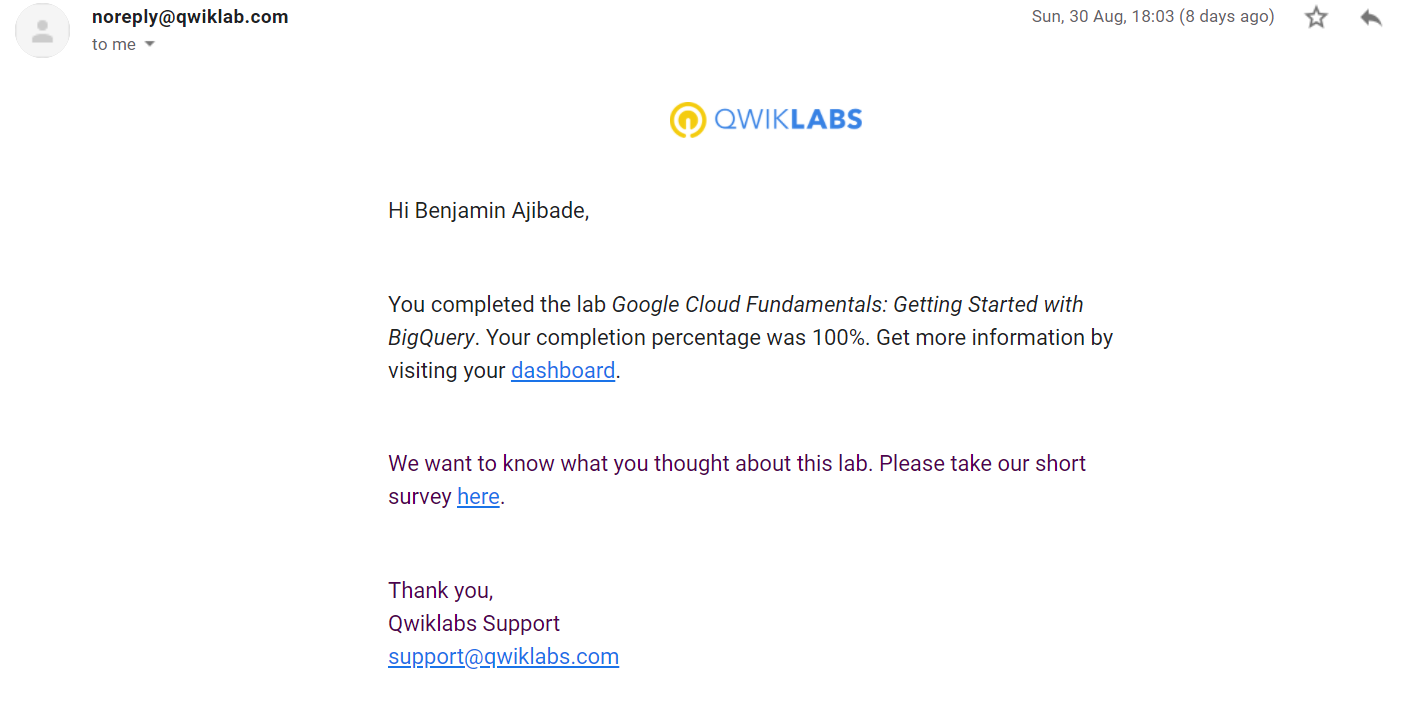 noreply@qwiklab.com
Sun, 30 Aug, 18:03 (8 days ago)
to me
QWIKLABS
Hi Benjamin Ajibade,
You completed the lab Google Cloud Fundamentals: Getting Started with
BigQuery. Your completion percentage was 100%. Get more information by
visiting your dashboard.
We want to know what you thought about this lab. Please take our short
survey here.
Thank you,
Qwiklabs Support
support@qwiklabs.com